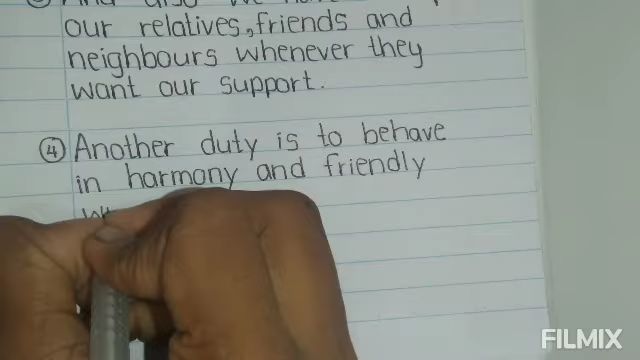 our relatives, friends and
neighbours whenever they
want our support.
④ Another duty is to behave
in harmony and friendly
FILMIX